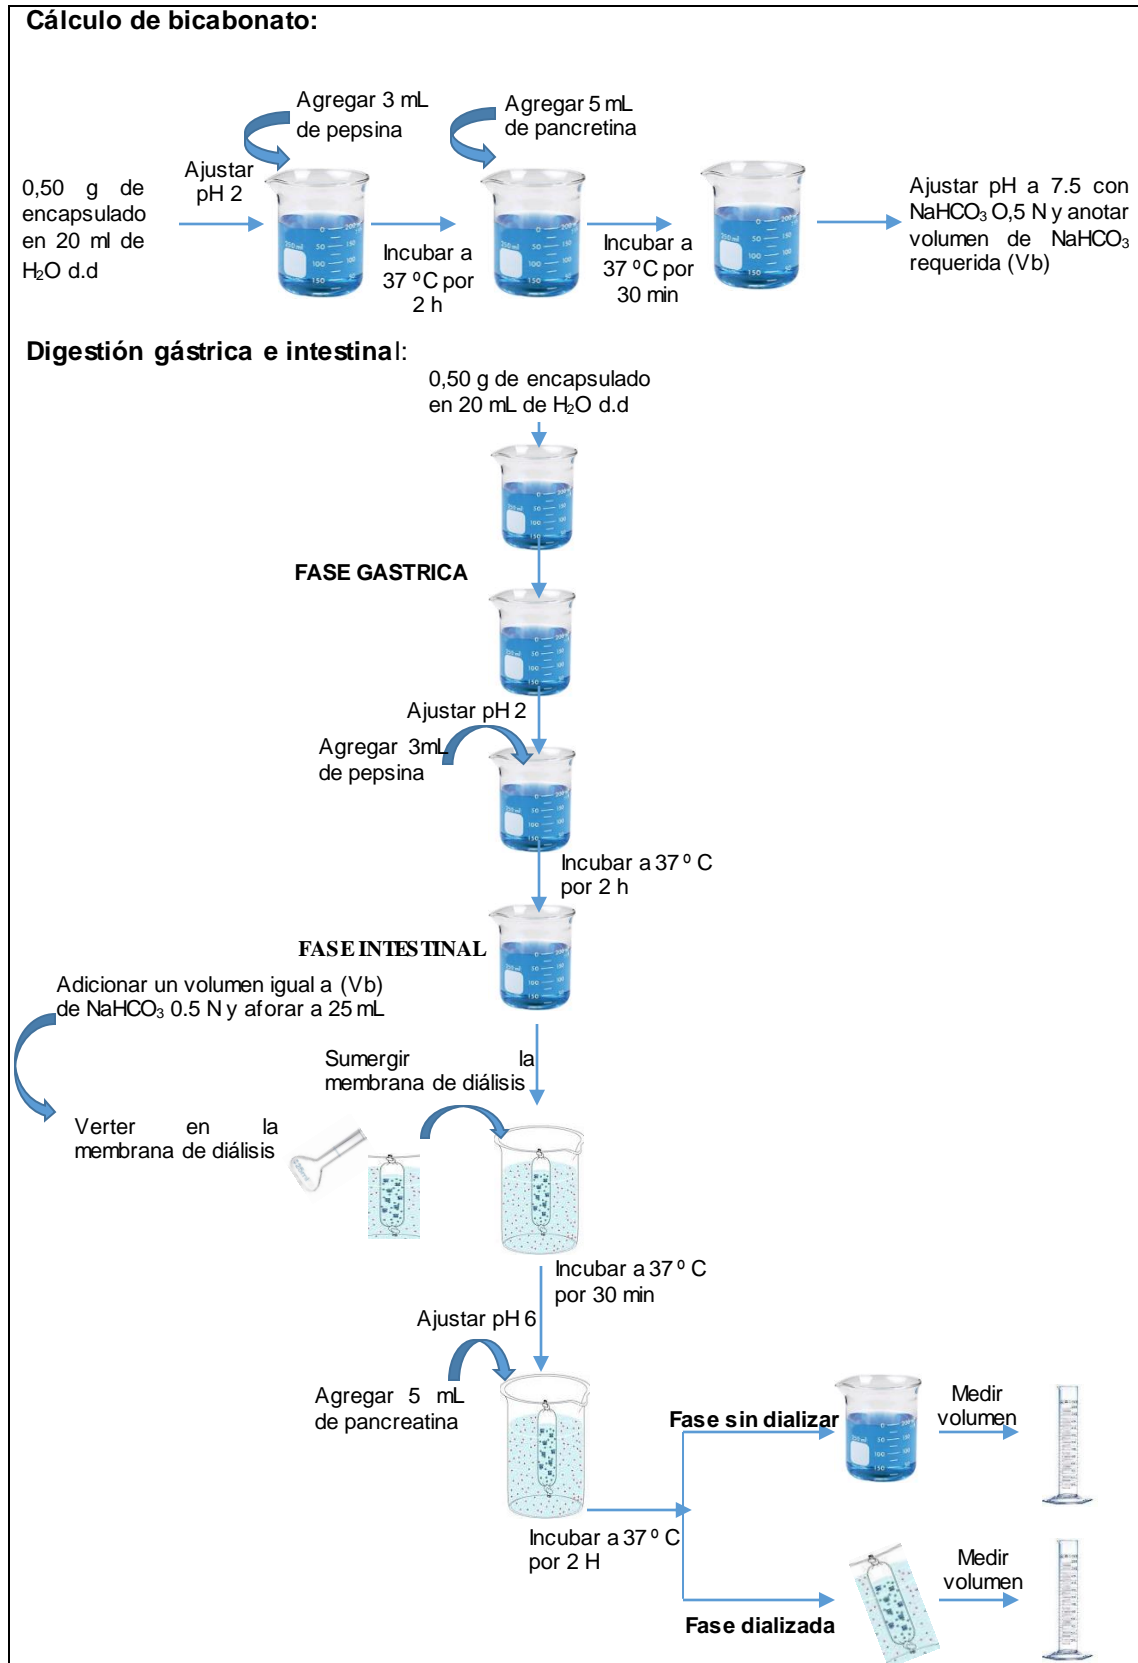 Cálculo de bicabonato:
Agregar 3 mL
de pepsina
Agregar 5 mL
de pancretina
0,50 g de
encapsulado
en 20 ml de
H₂O d.d
Ajustar
pH 2
Incubar a
37 ºC por
2 h
Incubar a
37 ºC por
30 min
Ajustar pH a 7.5 con
NaHCO₃ O,5 N y anotar
volumen de NaHCO₃
requerida (Vb)
Digestión gástrica e intestinal:
0,50 g de encapsulado
en 20 mL de H₂O d.d
FASE GASTRICA
Ajustar pH 2
Agregar 3mL
de pepsina
Incubar a 37 º C
por 2 h
FASE INTESTINAL
Adicionar un volumen igual a (Vb)
de NaHCO₃ 0.5 N y aforar a 25 mL
Sumergir la
membrana de diálisis
Verter en la
membrana de diálisis
Incubar a 37 º C
por 30 min
Ajustar pH 6
Agregar 5 mL
de pancreatina
Incubar a 37 º C
por 2 H
Fase sin dializar
Medir
volumen
Fase dializada
Medir
volumen